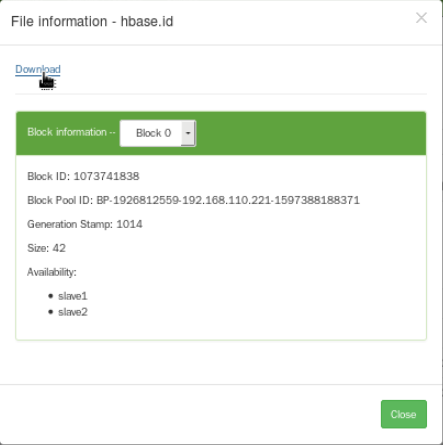 File information - hbase.id
×
Download
Block information -- Block 0
Block ID: 1073741838
Block Pool ID: BP-1926812559-192.168.110.221-1597388188371
Generation Stamp: 1014
Size: 42
Availability:
slave1
slave2
Close